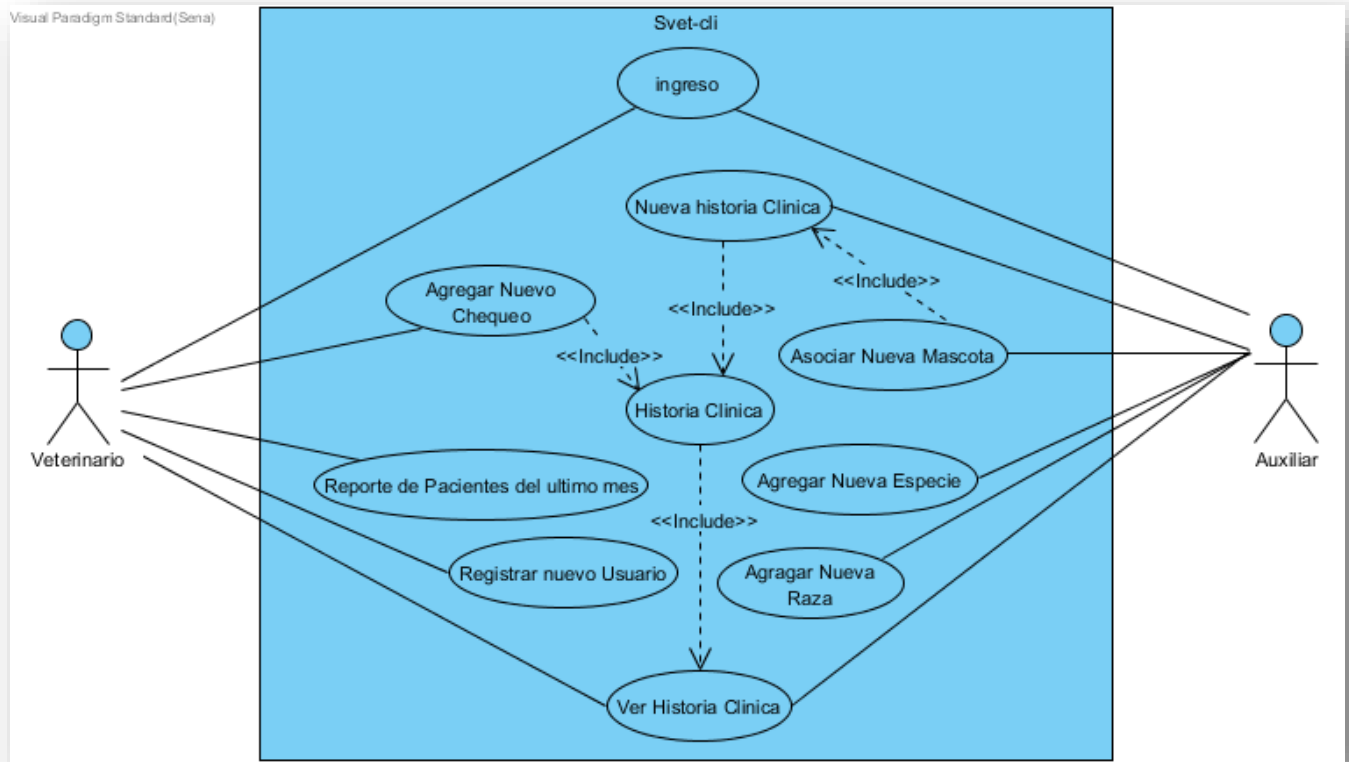 Visual Paradigm Standard(Sena)
Svet-cli
ingreso
Nueva historia Clinica
<<Include>>
Agregar Nuevo
Chequeo
<<Include>>
<<Include>>
Asociar Nueva Mascota
Historia Clinica
Veterinario
Auxiliar
Reporte de Pacientes del ultimo mes
Agregar Nueva Especie
<<Include>>
Registrar nuevo Usuario
Agragar Nueva
Raza
Ver Historia Clinica